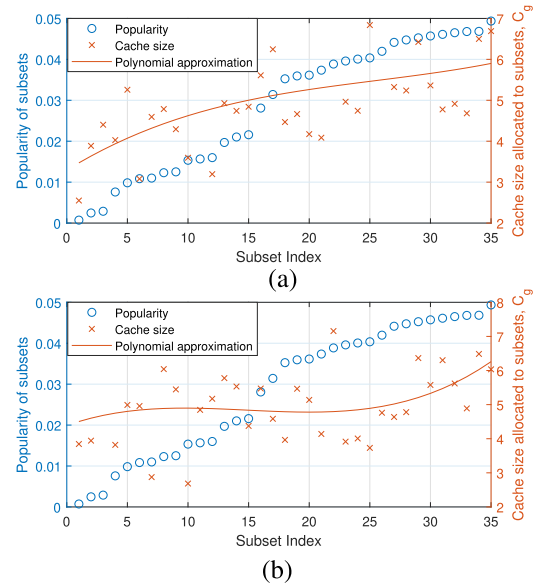 Popularity
Cache size
Polynomial approximation
Popularity of subsets
0.05
0.04
0.03
0.02
0.01
0
Cache size allocated to subsets, C_g
7
6
5
4
3
2
0 5 10 15 20 25 30 35
Subset Index
(a)
Popularity
Cache size
Polynomial approximation
Popularity of subsets
0.05
0.04
0.03
0.02
0.01
0
Cache size allocated to subsets, C_g
8
7
6
5
4
3
2
0 5 10 15 20 25 30 35
Subset Index
(b)